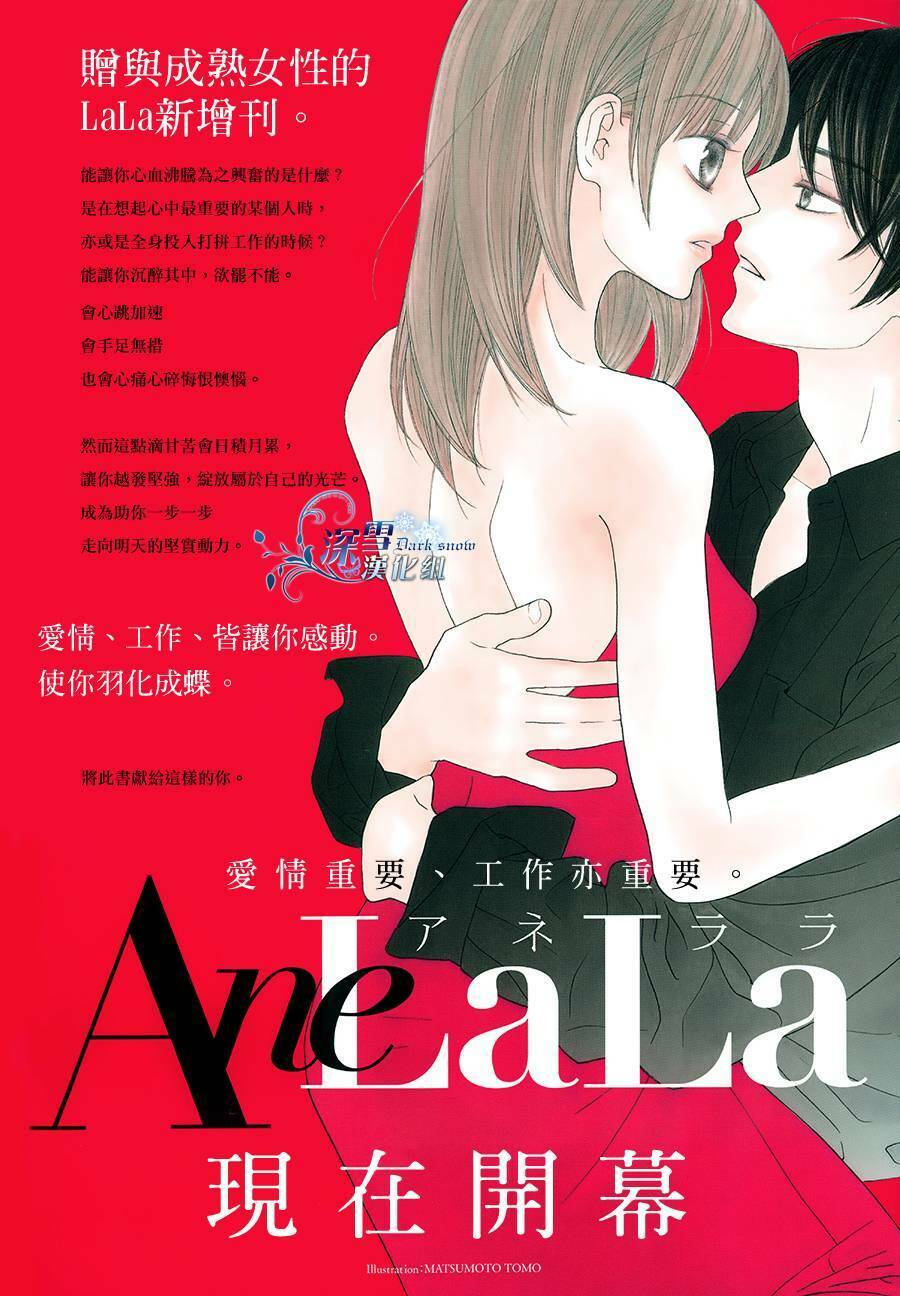 贈與成熟女性的
LaLa新增刊。
能讓你心血沸騰為之興奮的是什麼？
是在想起心中最重要的某個人時，
亦或是全身投入打拼工作的時候？
能讓你沉醉其中，欲罷不能。
會心跳加速
會手足無措
也會心痛心碎悔恨懊惱。
然而這點滴甘苦會日積月累，
讓你越發堅強，綻放屬於自己的光芒。
成為助你一步一步
走向明天的堅實動力。
深雪 Dark snow
漢化組
愛情、工作、皆讓你感動。
使你羽化成蝶。
將此書獻給這樣的你。
愛情重要、工作亦重要。
アネララ
AneLaLa
現在開幕
Illustration：MATSUMOTO TOMO